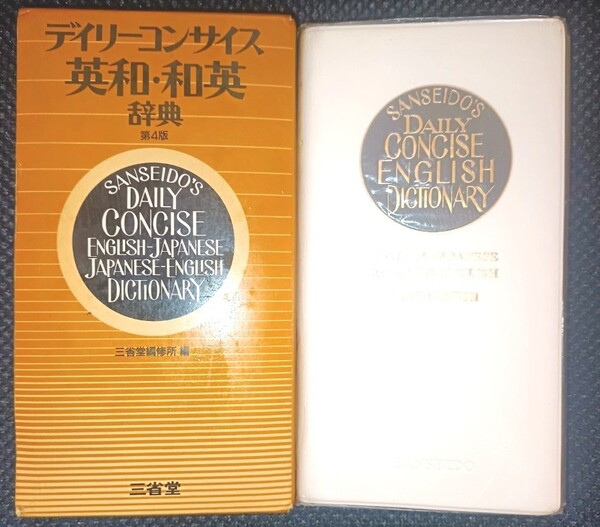 デイリーコンサイス
英和・和英
辞典
第4版
SANSEIDO'S
DAILY
CONCISE
ENGLISH-JAPANESE
JAPANESE-ENGLISH
DICTIONARY
三省堂編修所 編
三省堂
SANSEIDO'S
DAILY
CONCISE
ENGLISH
DICTIONARY
SANSEIDO